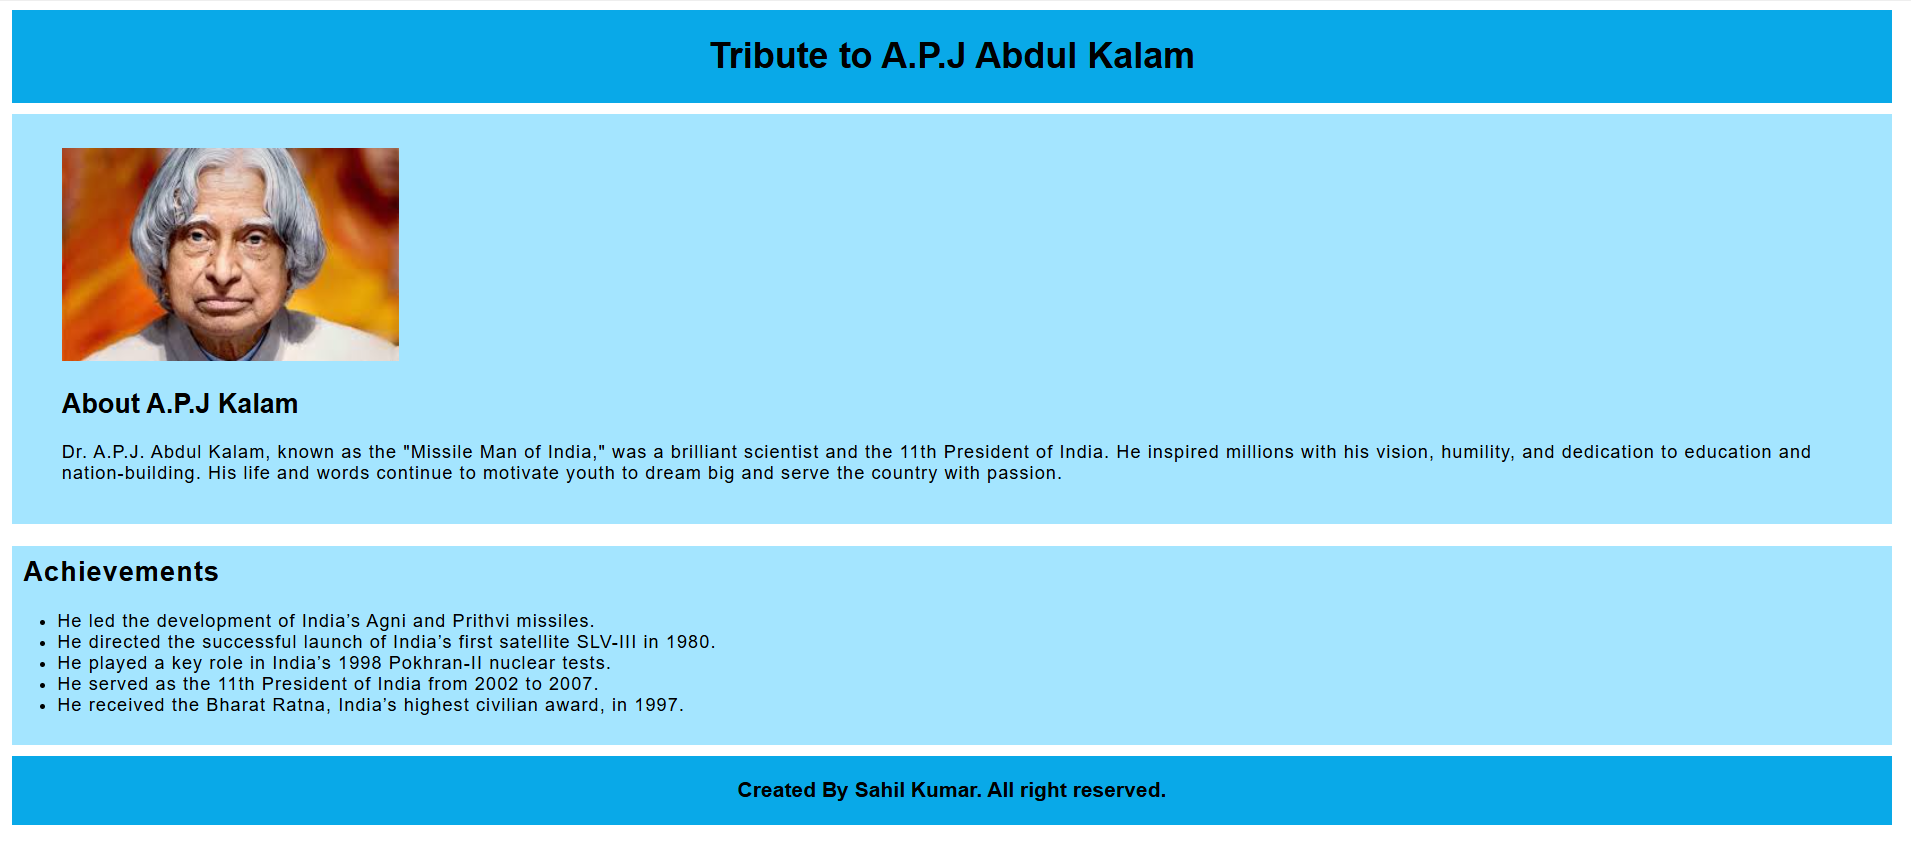 Tribute to A.P.J Abdul Kalam
About A.P.J Kalam
Dr. A.P.J. Abdul Kalam, known as the "Missile Man of India," was a brilliant scientist and the 11th President of India. He inspired millions with his vision, humility, and dedication to education and
nation-building. His life and words continue to motivate youth to dream big and serve the country with passion.
Achievements
• He led the development of India’s Agni and Prithvi missiles.
• He directed the successful launch of India’s first satellite SLV-III in 1980.
• He played a key role in India’s 1998 Pokhran-II nuclear tests.
• He served as the 11th President of India from 2002 to 2007.
• He received the Bharat Ratna, India’s highest civilian award, in 1997.
Created By Sahil Kumar. All right reserved.